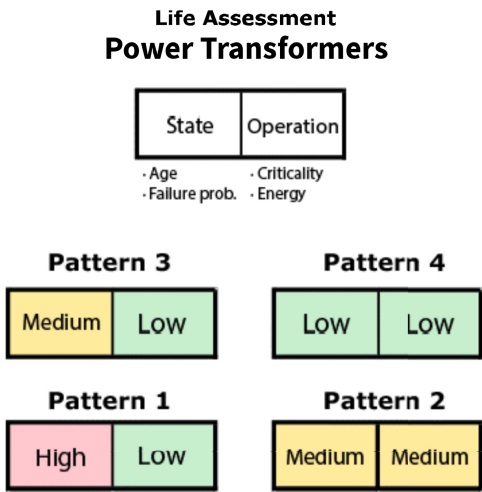 Life Assessment
Power Transformers
State Operation
· Age · Criticality
· Failure prob. · Energy
Pattern 3 Pattern 4
Medium Low Low Low
Pattern 1 Pattern 2
High Low Medium Medium